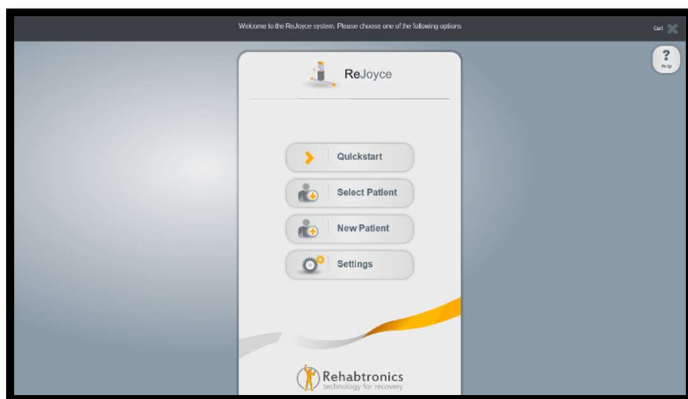 Welcome to the ReJoyce system. Please choose one of the following options
Exit
?
Help
ReJoyce
Quickstart
Select Patient
New Patient
Settings
Rehabtronics
technology for recovery